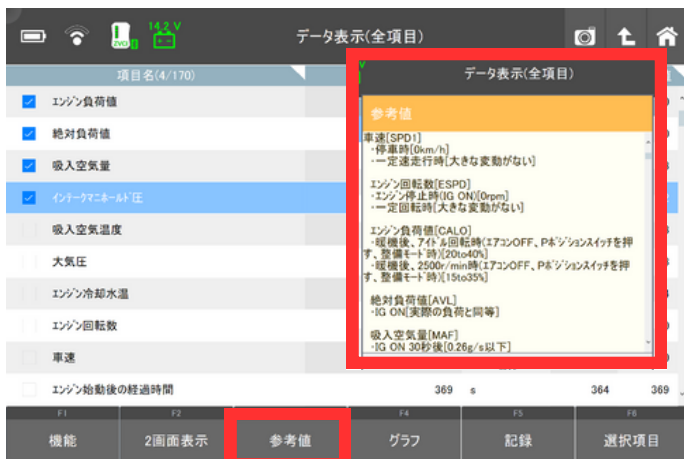 14.2 V
データ表示(全項目)
項目名(4/170)
エンジン負荷値
絶対負荷値
吸入空気量
インテークマニホールド圧
吸入空気温度
大気圧
エンジン冷却水温
エンジン回転数
車速
エンジン始動後の経過時間 369 s 364 369
データ表示(全項目)
参考値
車速[SPD1]
・停車時[0km/h]
・一定速走行時[大きな変動がない]
エンジン回転数[ESPD]
・エンジン停止時(IG ON)[0rpm]
・一定回転時[大きな変動がない]
エンジン負荷値[CALO]
・暖機後、アイドル回転時(エアコンOFF、Pポジションスイッチを押
す、整備モード時)[20to40%]
・暖機後、2500r/min時(エアコンOFF、Pポジションスイッチを押
す、整備モード時)[15to35%]
絶対負荷値[AVL]
・IG ON[実際の負荷と同等]
吸入空気量[MAF]
・IG ON 30秒後[0.26g/s以下]
F1 F2 F4 F5 F6
機能 2画面表示 参考値 グラフ 記録 選択項目